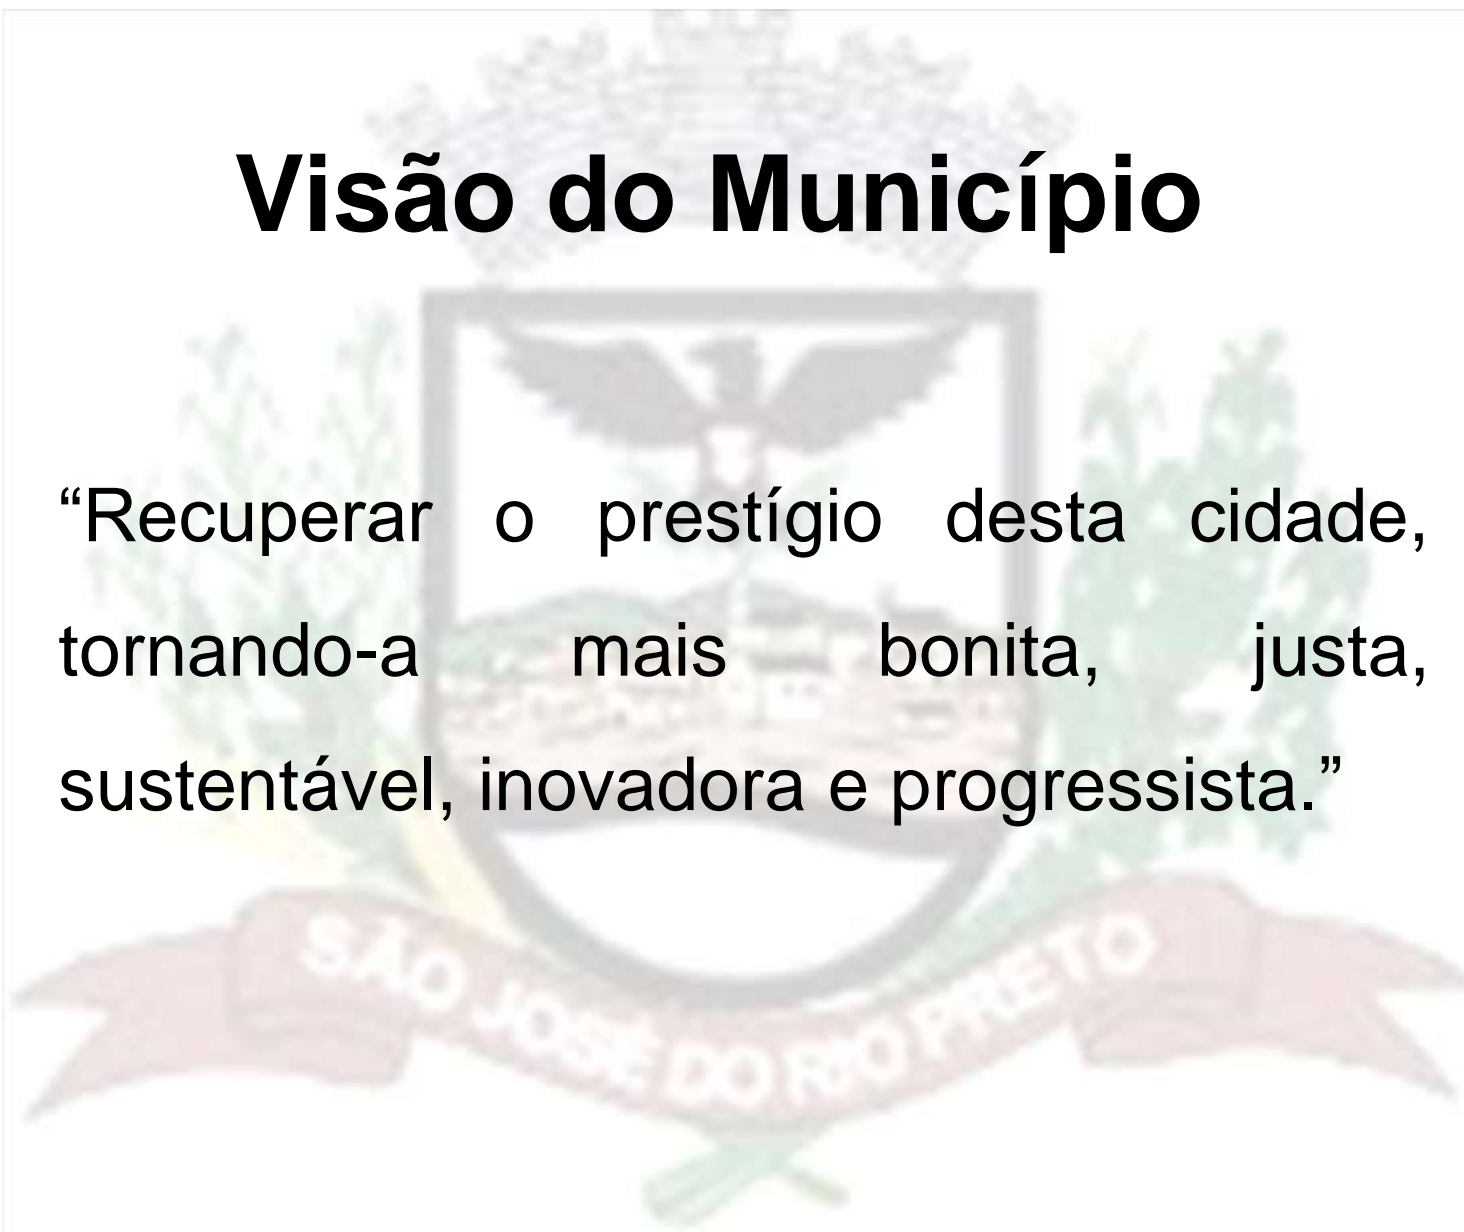 Visão do Município
“Recuperar o prestígio desta cidade,
tornando-a mais bonita, justa,
sustentável, inovadora e progressista.”
SÃO JOSÉ DO RIO PRETO